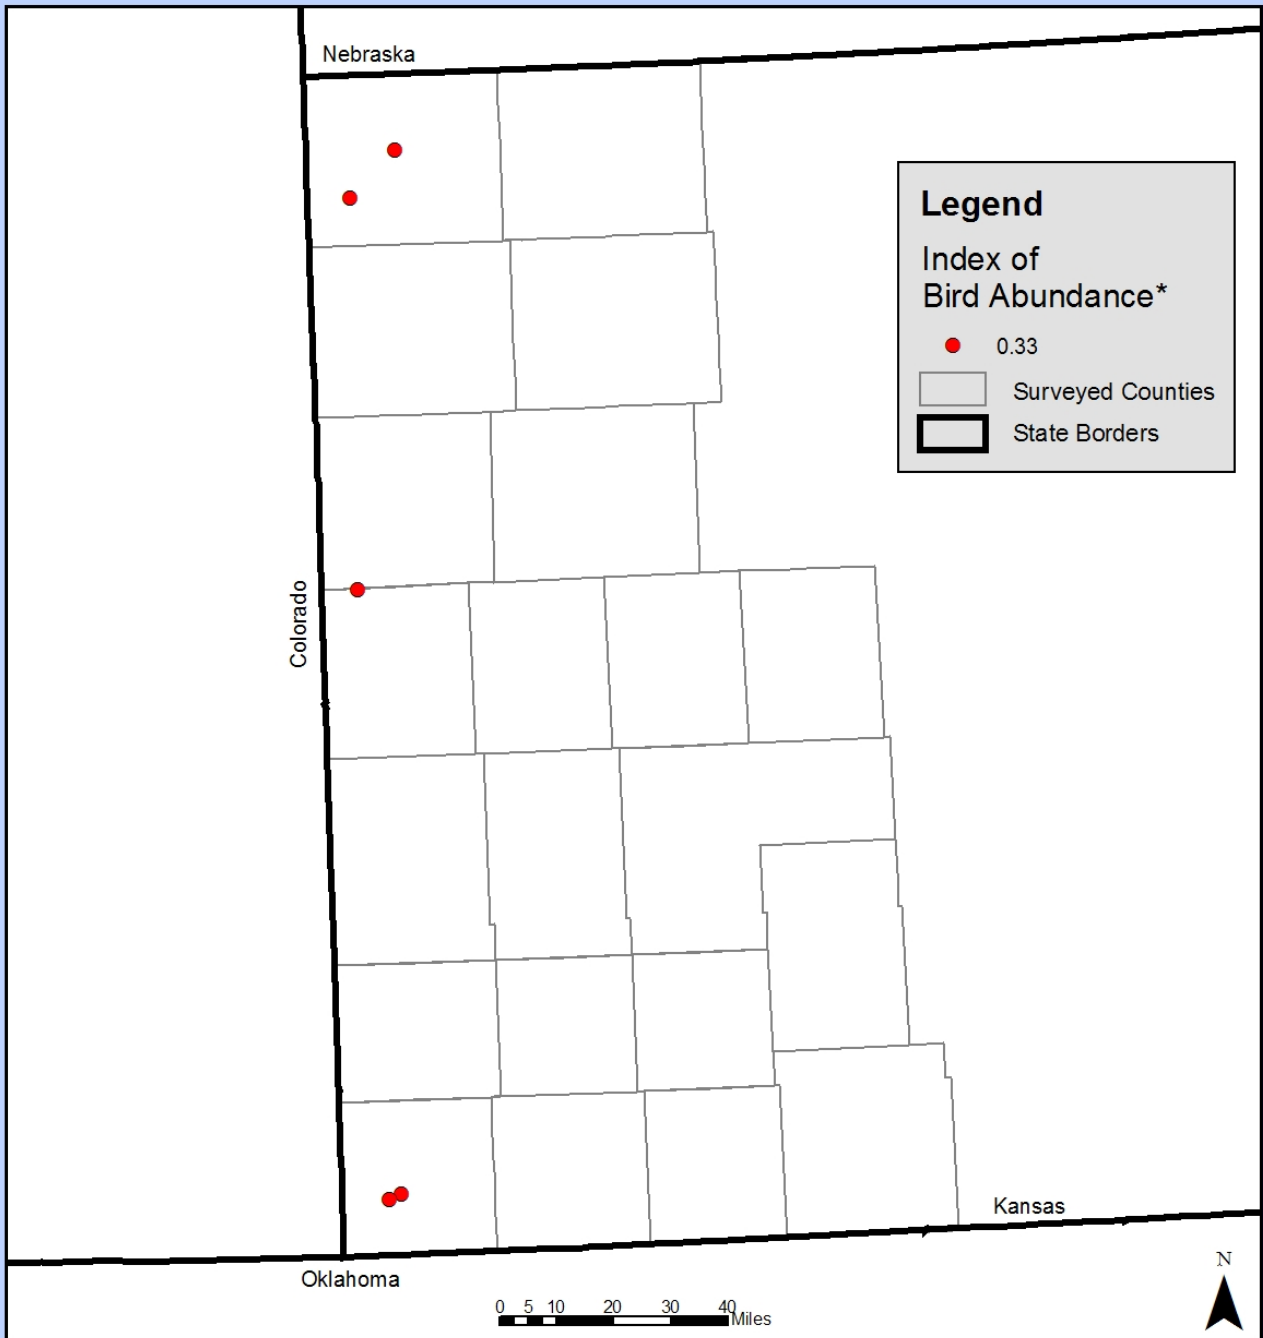 Nebraska
Legend
Index of
Bird Abundance*
0.33
Surveyed Counties
State Borders
Colorado
Kansas
Oklahoma
N
0 5 10 20 30 40
Miles